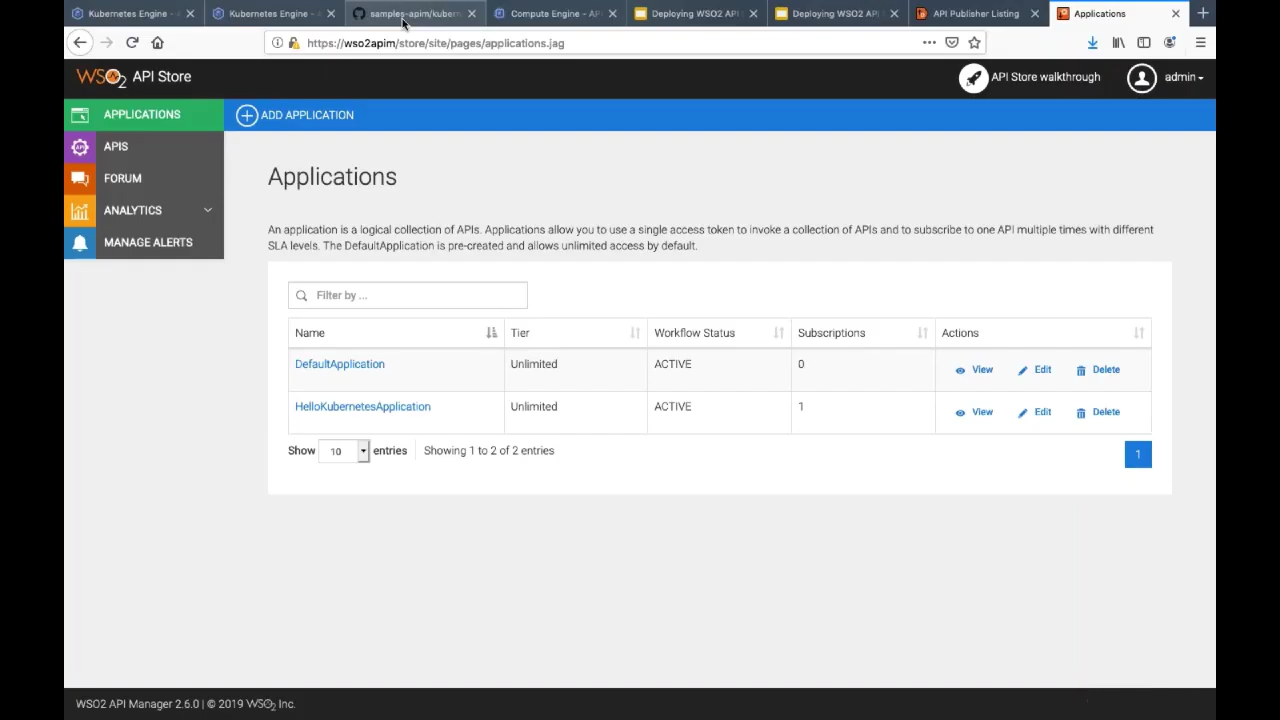 Kubernetes Engine -
Kubernetes Engine -
samples-apim/kubern
Compute Engine - AP
Deploying WSO2 API
Deploying WSO2 API
API Publisher Listing
Applications
https://wso2apim/store/site/pages/applications.jag
WSO2 API Store
API Store walkthrough
admin
APPLICATIONS
ADD APPLICATION
APIS
FORUM
ANALYTICS
MANAGE ALERTS
Applications
An application is a logical collection of APIs. Applications allow you to use a single access token to invoke a collection of APIs and to subscribe to one API multiple times with different
SLA levels. The DefaultApplication is pre-created and allows unlimited access by default.
Filter by ...
Name Tier Workflow Status Subscriptions Actions
DefaultApplication Unlimited ACTIVE 0 View Edit Delete
HelloKubernetesApplication Unlimited ACTIVE 1 View Edit Delete
Show 10 entries Showing 1 to 2 of 2 entries 1
WSO2 API Manager 2.6.0 | © 2019 WSO2 Inc.